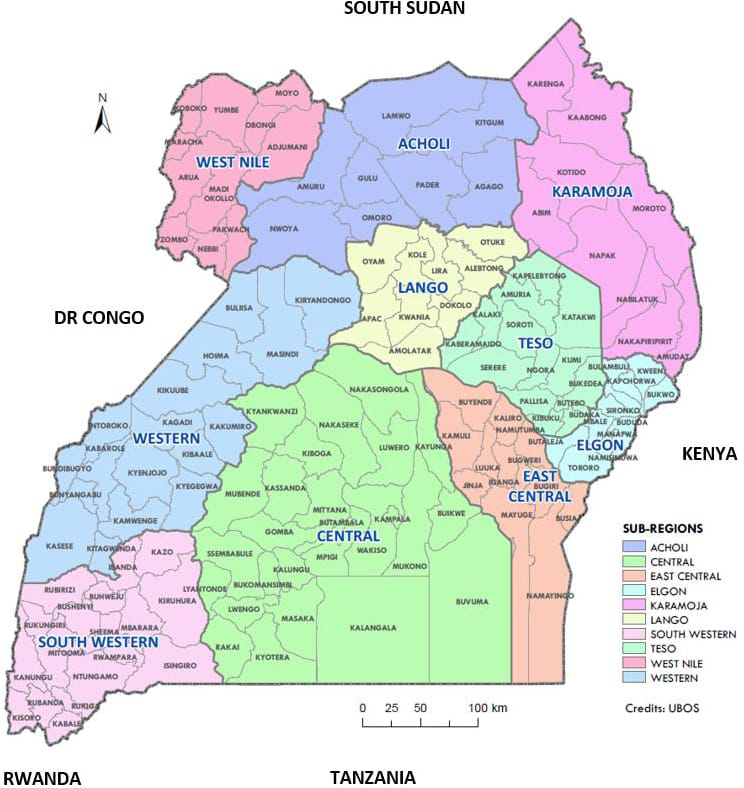 SOUTH SUDAN
N
KARENGA
KAABONG
MOYO
KOBOKO
YUMBE
OBONGI
LAMWO
KITGUM
MARACHA
ADJUMANI
ACHOLI
WEST NILE
KOTIDO
ARUA
GULU
AMURU
PADER
AGAGO
KARAMOJA
MADI
OKOLLO
MOROTO
ABIM
OMORO
PAKWACH
NWOYA
ZOMBO
NEBBI
OTUKE
KOLE
OYAM
NAPAK
LIRA
ALEBTONG
KAPELEBYONG
LANGO
AMURIA
KIRYANDONGO
BULIISA
NABILATUK
DOKOLO
KALAKI
KATAKWI
DR CONGO
APAC
KWANIA
SOROTI
KABERAMAIDO
TESO
NAKAPIRIPIRIT
AMOLATAR
HOIMA
MASINDI
AMUDAT
KUMI
SERERE
NGORA
BULAMBULI
KWEEN
BUKEDEA
KAPCHORWA
KIKUUBE
NAKASONGOLA
BUKWO
BUYENDE
PALLISA
BUTEBO
KYANKWANZI
SIRONKO
BUDAKA
KALIRO
KIBUKU
MBALE
BUDUDA
NTOROKO
KAGADI
KAKUMIRO
NAKASEKE
KAMULI
NAMUTUMBA
MANAFWA
WESTERN
BUTALEJA
ELGON
KABAROLE
KIBAALE
KIBOGA
LUWERO
KAYUNGA
KENYA
NAMISINDWA
BUGWERI
BUNDIBUGYO
KYENJOJO
LUUKA
TORORO
EAST
CENTRAL
KYEGEGWA
KASSANDA
JINJA
IGANGA
BUGIRI
BUNYANGABU
MUBENDE
MITYANA
BUIKWE
MAYUGE
BUSIA
KAMWENGE
BUTAMBALA
KAMPALA
GOMBA
CENTRAL
KASESE
KITAGWENDA
KAZO
SSEMBABULE
WAKISO
MPIGI
IBANDA
KALUNGU
MUKONO
RUBIRIZI
BUHWEJU
LYANTONDE
BUKOMANSIMBI
KIRUHURA
BUSHENYI
LWENGO
BUVUMA
NAMAYINGO
RUKUNGIRI
SHEEMA
MBARARA
MASAKA
KALANGALA
SOUTH WESTERN
MITOOMA
RWAMPARA
RAKAI
KYOTERA
ISINGIRO
KANUNGU
NTUNGAMO
RUBANDA
RUKIGA
KISORO
KABALE
SUB-REGIONS
ACHOLI
CENTRAL
EAST CENTRAL
ELGON
KARAMOJA
LANGO
SOUTH WESTERN
TESO
WEST NILE
WESTERN
Credits: UBOS
0 25 50 100 km
RWANDA
TANZANIA